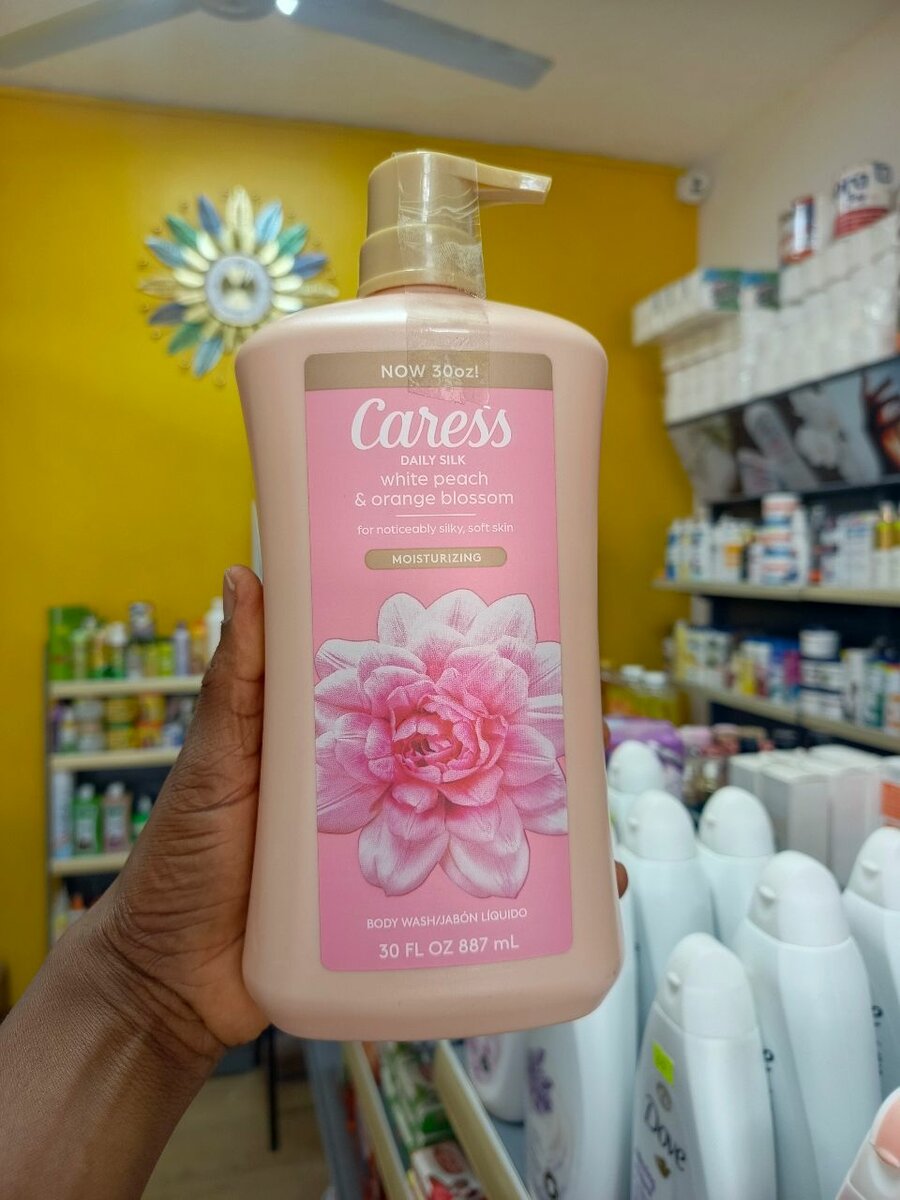 NOW 30oz!
Caress
DAILY SILK
white peach
& orange blossom
for noticeably silky, soft skin
MOISTURIZING
BODY WASH/JABÓN LÍQUIDO
30 FL OZ 887 mL
Dove